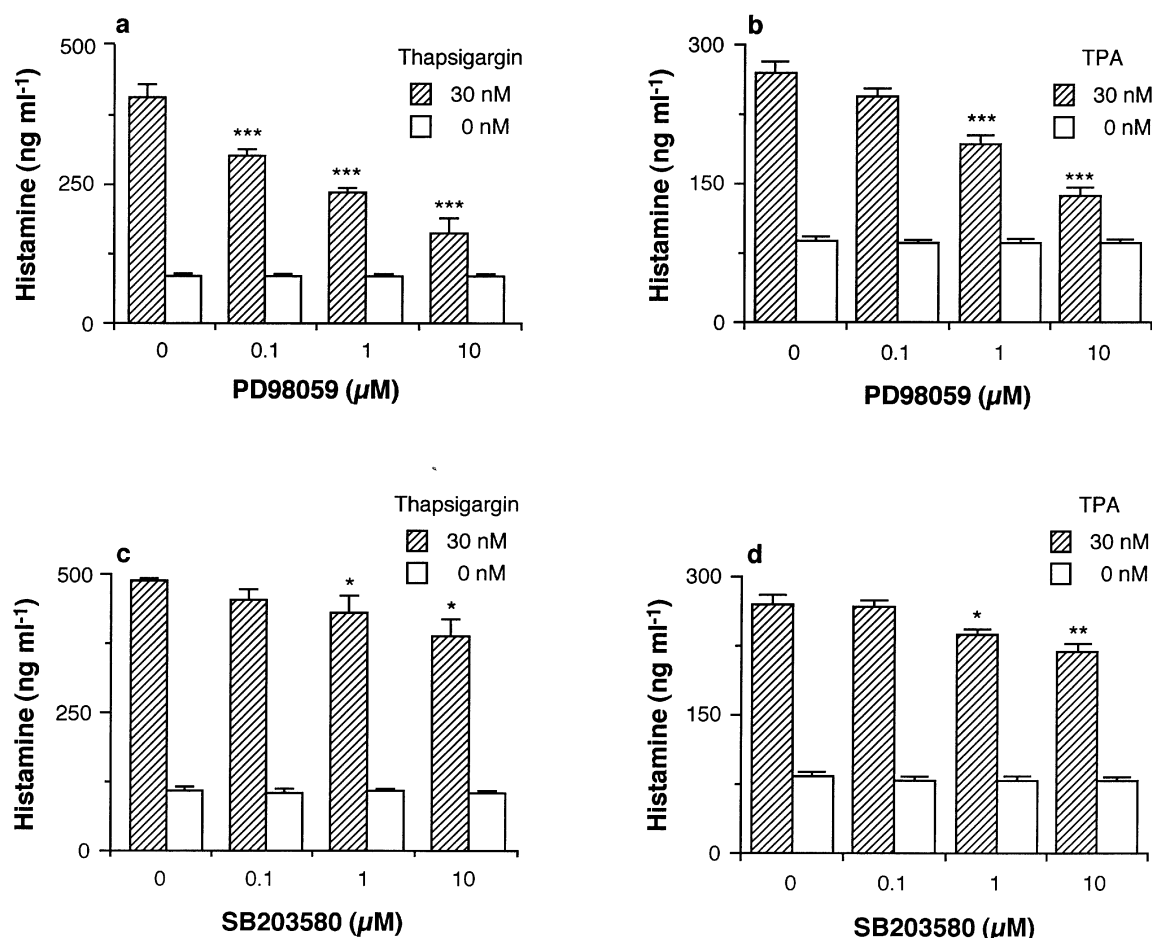 a
500
250
0
Histamine (ng ml-1)
Thapsigargin
30 nM
0 nM
***
***
***
0 0.1 1 10
PD98059 (µM)
b
300
150
0
Histamine (ng ml-1)
TPA
30 nM
0 nM
***
***
0 0.1 1 10
PD98059 (µM)
c
500
250
0
Histamine (ng ml-1)
Thapsigargin
30 nM
0 nM
*
*
0 0.1 1 10
SB203580 (µM)
d
300
150
0
Histamine (ng ml-1)
TPA
30 nM
0 nM
*
**
0 0.1 1 10
SB203580 (µM)